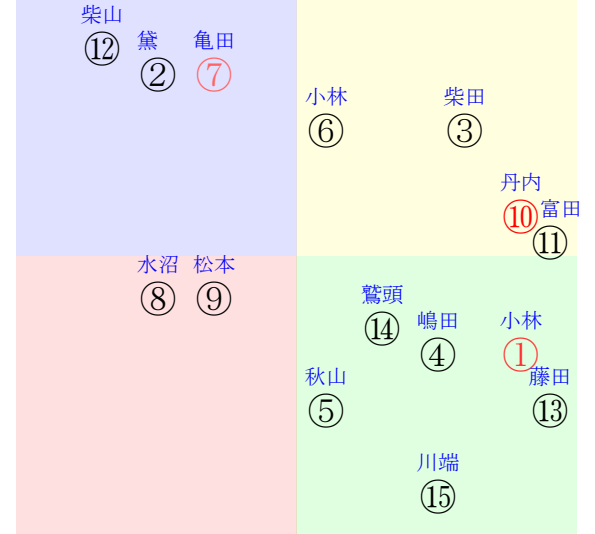 柴山
⑫
黛
②
亀田
⑦
小林
⑥
柴田
③
丹内
⑩
富田
⑪
水沼
⑧
松本
⑨
鷲頭
⑭
嶋田
④
小林
①
秋山
⑤
藤田
⑬
川端
⑮